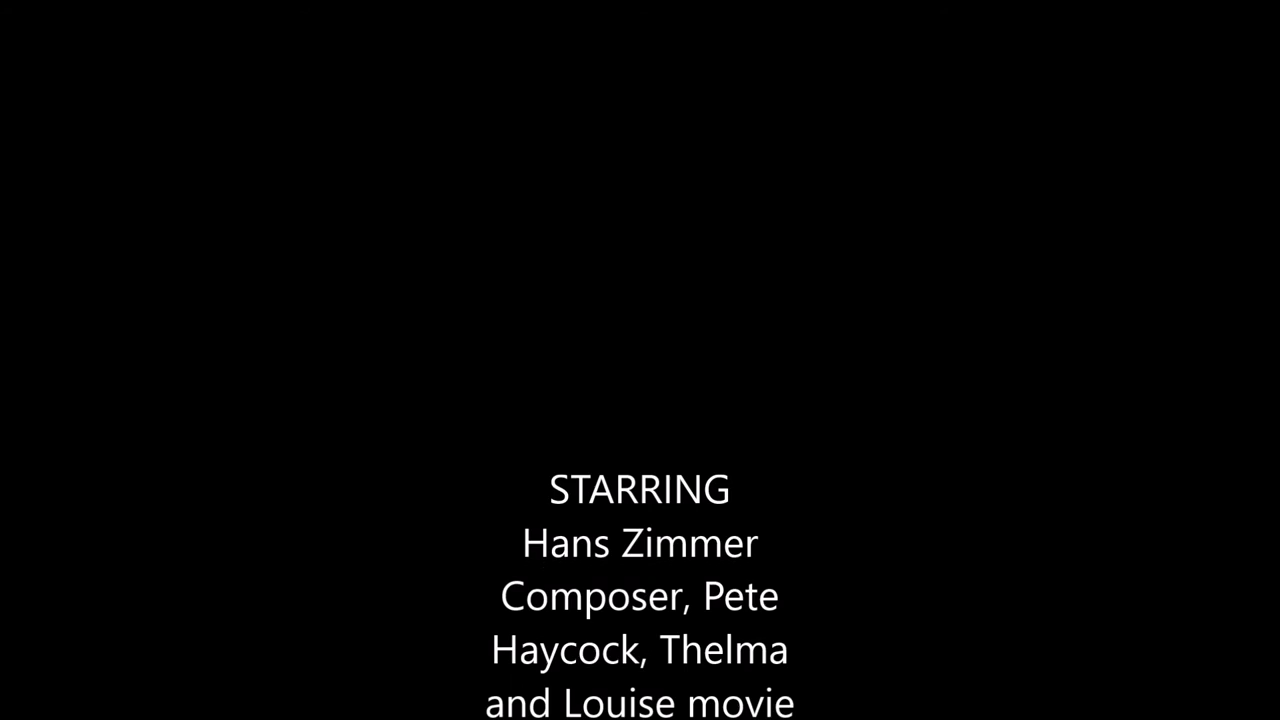 STARRING
Hans Zimmer
Composer, Pete
Haycock, Thelma
and Louise movie